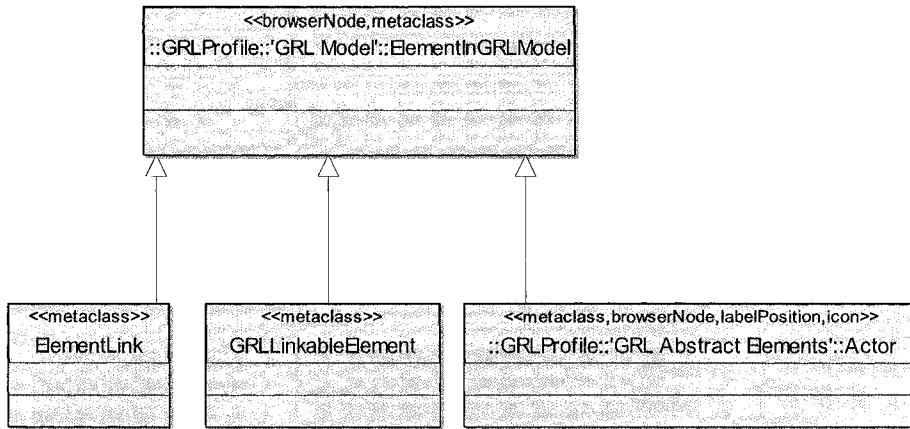 <<browserNode,metaclass>>
::GRLProfile::'GRL Model'::ElementInGRLModel
<<metaclass>>
ElementLink
<<metaclass>>
GRLLinkableElement
<<metaclass,browserNode,labelPosition,icon>>
::GRLProfile::'GRL Abstract Elements'::Actor